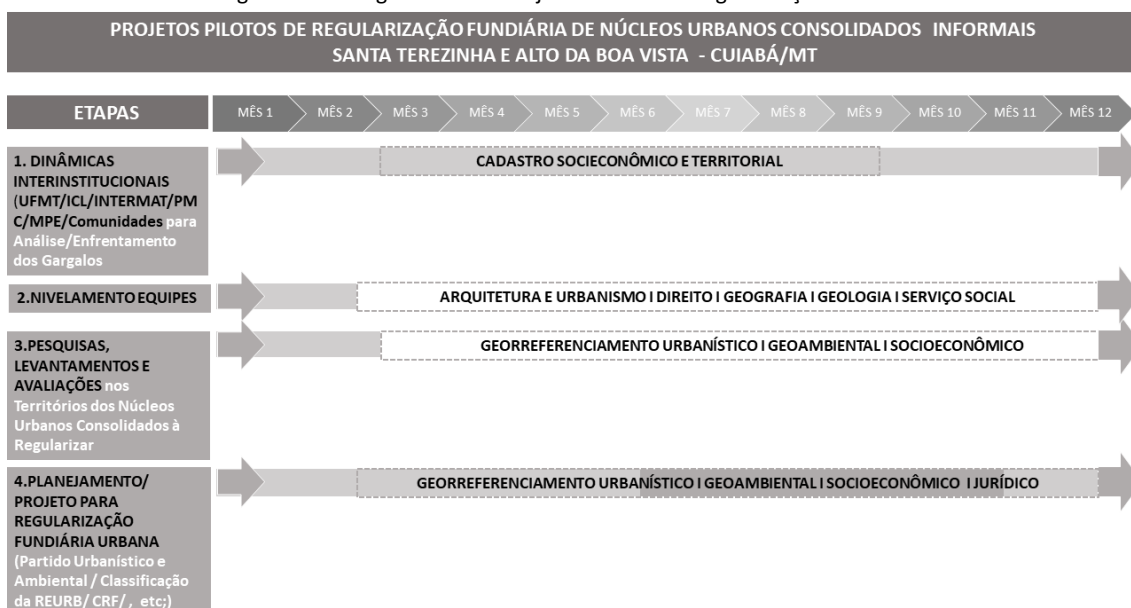 PROJETOS PILOTOS DE REGULARIZAÇÃO FUNDIÁRIA DE NÚCLEOS URBANOS CONSOLIDADOS INFORMAIS
SANTA TEREZINHA E ALTO DA BOA VISTA - CUIABÁ/MT
ETAPAS
MÊS 1
MÊS 2
MÊS 3
MÊS 4
MÊS 5
MÊS 6
MÊS 7
MÊS 8
MÊS 9
MÊS 10
MÊS 11
MÊS 12
1. DINÂMICAS
INTERINSTITUCIONAIS
(UFMT/ICL/INTERMAT/PM
C/MPE/Comunidades para
Análise/Enfrentamento
dos Gargalos
CADASTRO SOCIECONÔMICO E TERRITORIAL
2.NIVELAMENTO EQUIPES
ARQUITETURA E URBANISMO I DIREITO I GEOGRAFIA I GEOLOGIA I SERVIÇO SOCIAL
3.PESQUISAS,
LEVANTAMENTOS E
AVALIAÇÕES nos
Territórios dos Núcleos
Urbanos Consolidados à
Regularizar
GEORREFERENCIAMENTO URBANÍSTICO I GEOAMBIENTAL I SOCIOECONÔMICO
4.PLANEJAMENTO/
PROJETO PARA
REGULARIZAÇÃO
FUNDIÁRIA URBANA
(Partido Urbanístico e
Ambiental / Classificação
da REURB/ CRF/ , etc;)
GEORREFERENCIAMENTO URBANÍSTICO I GEOAMBIENTAL I SOCIOECONÔMICO I JURÍDICO